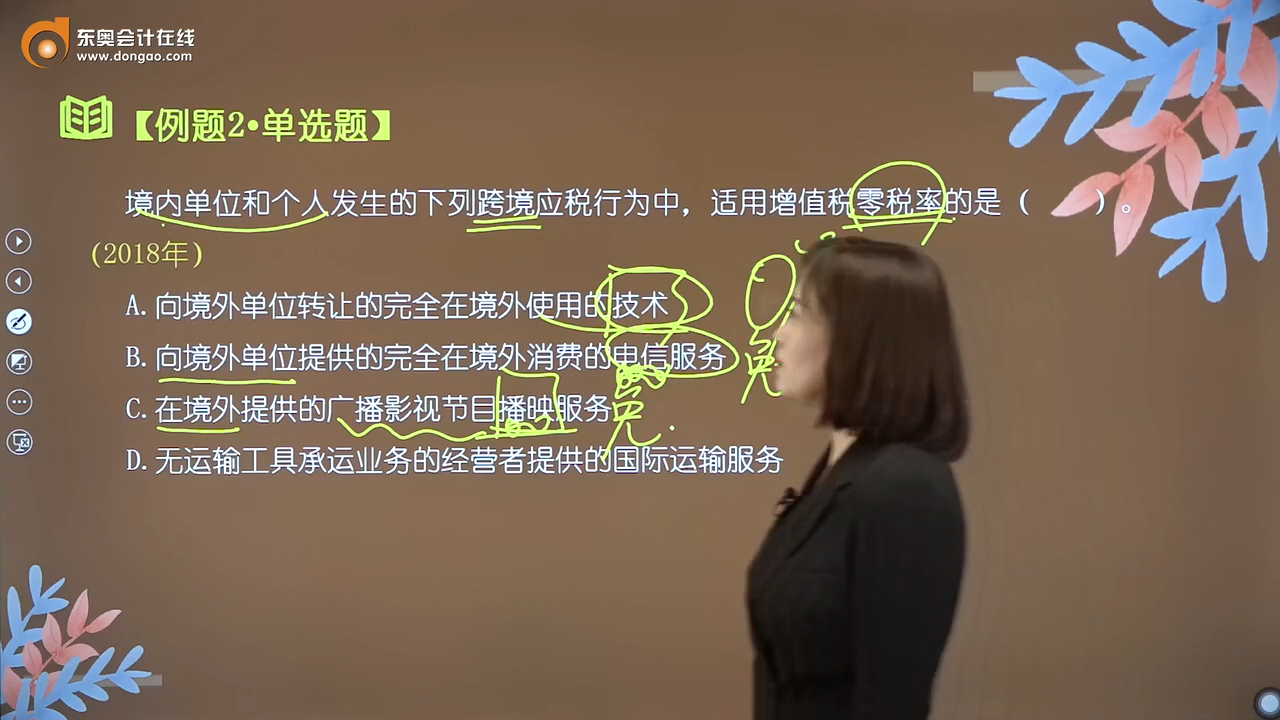 东奥会计在线
www.dongao.com
【例题2•单选题】
境内单位和个人发生的下列跨境应税行为中，适用增值税零税率的是（　　）。
(2018年)
A. 向境外单位转让的完全在境外使用的技术
B. 向境外单位提供的完全在境外消费的电信服务
C. 在境外提供的广播影视节目播映服务
D. 无运输工具承运业务的经营者提供的国际运输服务
免
免